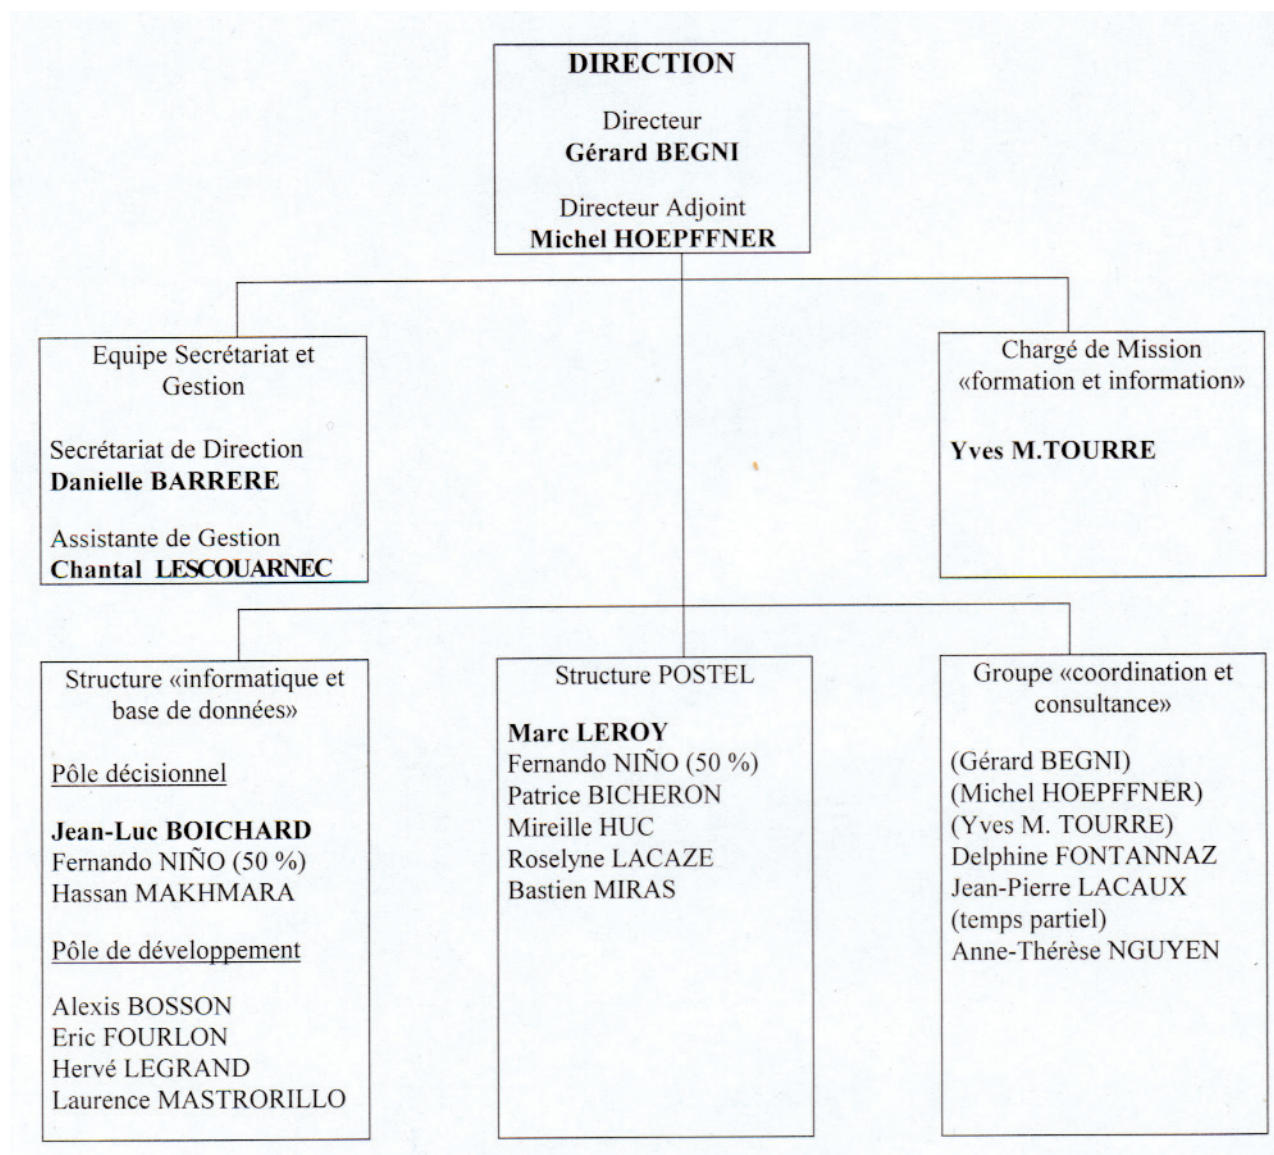 DIRECTION
Directeur
Gérard BEGNI
Directeur Adjoint
Michel HOEPFFNER
Equipe Secrétariat et
Gestion
Secrétariat de Direction
Danielle BARRERE
Assistante de Gestion
Chantal LESCOUARNEC
Chargé de Mission
«formation et information»
Yves M.TOURRE
Structure «informatique et
base de données»
Pôle décisionnel
Jean-Luc BOICHARD
Fernando NIÑO (50 %)
Hassan MAKHMARA
Pôle de développement
Alexis BOSSON
Eric FOURLON
Hervé LEGRAND
Laurence MASTRORILLO
Structure POSTEL
Marc LEROY
Fernando NIÑO (50 %)
Patrice BICHERON
Mireille HUC
Roselyne LACAZE
Bastien MIRAS
Groupe «coordination et
consultance»
(Gérard BEGNI)
(Michel HOEPFFNER)
(Yves M. TOURRE)
Delphine FONTANNAZ
Jean-Pierre LACAUX
(temps partiel)
Anne-Thérèse NGUYEN